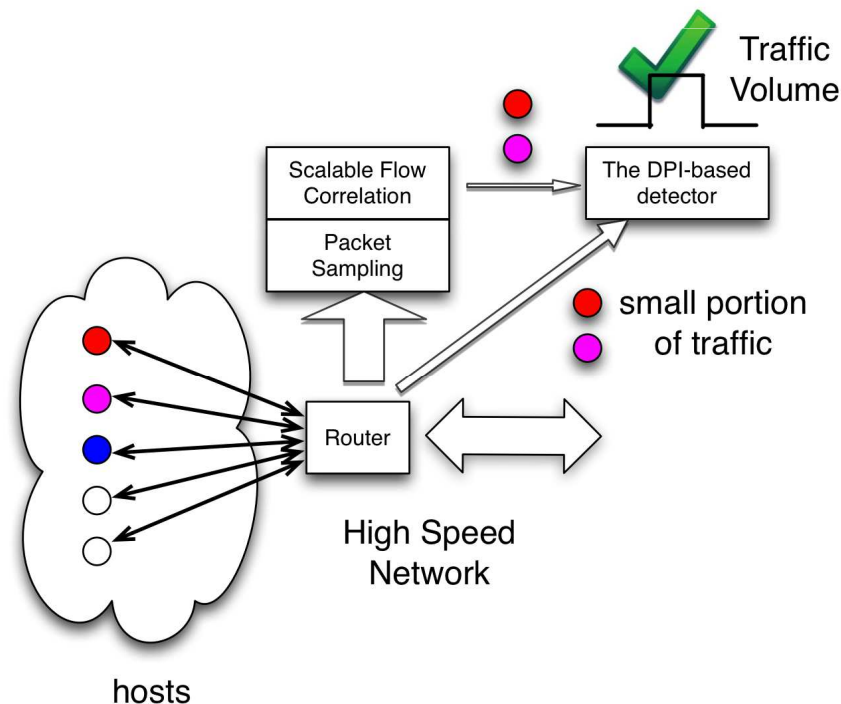 Traffic
Volume
Scalable Flow
Correlation
The DPI-based
detector
Packet
Sampling
small portion
of traffic
Router
High Speed
Network
hosts